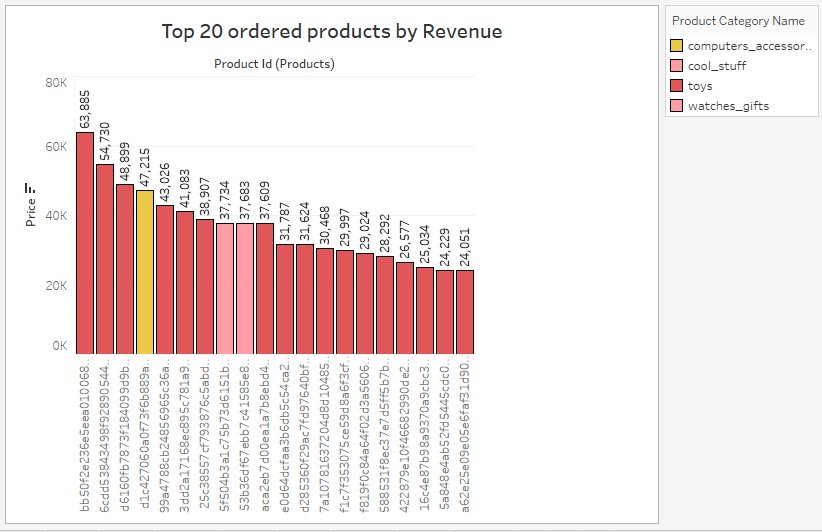 Top 20 ordered products by Revenue
Product Id (Products)
80K
60K
40K
20K
0K
Price
63,885
54,730
48,899
47,215
43,026
41,083
38,907
37,734
37,683
37,609
31,787
31,624
30,468
29,997
29,024
28,292
26,577
25,034
24,229
24,051
bb50f2e236e5eea010068..
6cdd53843498f92890544..
d6160fb7873f184099d9b..
d1c427060a0f73f6b889a..
99a4788cb24856965c36a..
3dd2a17168ec895c781a9..
25c38557cf793876c5abd..
5f504b3a1c75b73d6151b..
53b36df67ebb7c41585e8..
aca2eb7d00ea1a7b8ebd4..
e0d64dcfaa3b6db5c54ca2..
d285360f29ac7fd97640bf..
7a10781637204d8d10485..
f1c7f353075ce59d8a6f3cf..
f819f0c84a64f02d3a5606..
588531f8ec37e7d5ff5b7b..
422879e10f46682990de2..
16c4e87b98a9370a9cbc3..
5a848e4ab52fd5445cdc0..
a62e25e09e05e6faf31d90..
Product Category Name
computers_accessor..
cool_stuff
toys
watches_gifts